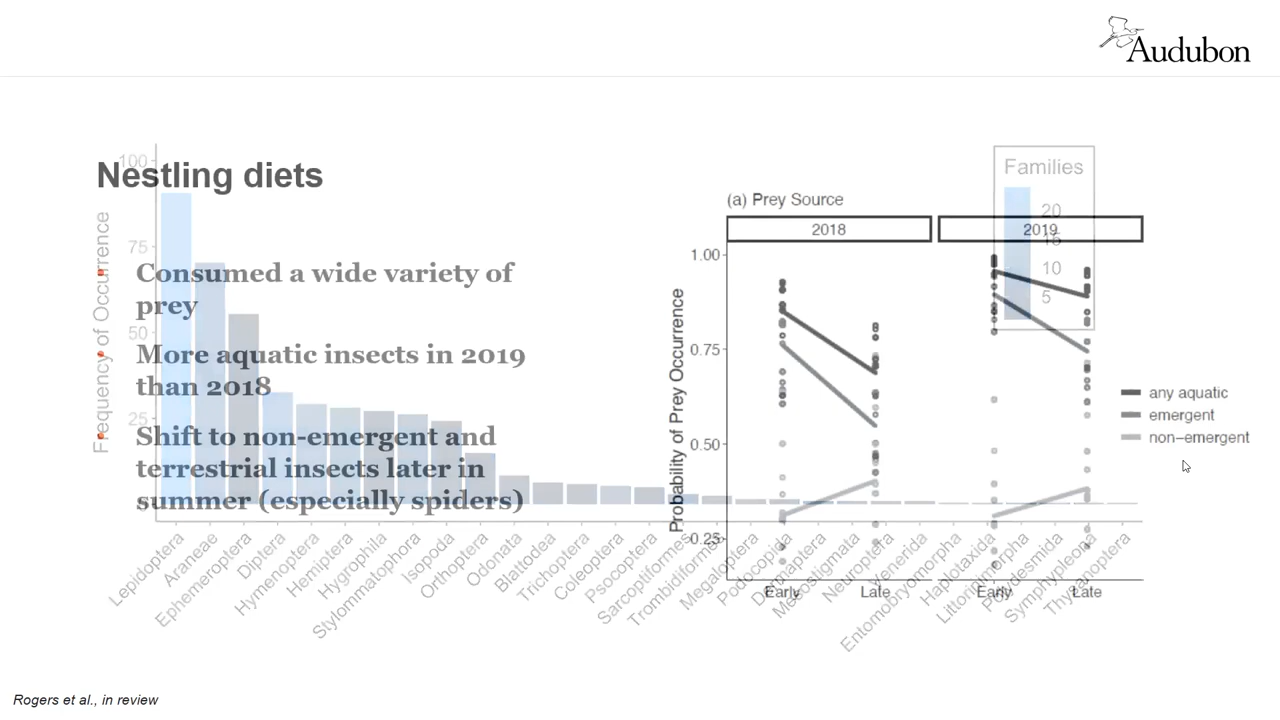 Audubon
Nestling diets
Consumed a wide variety of
prey
More aquatic insects in 2019
than 2018
Shift to non-emergent and
terrestrial insects later in
summer (especially spiders)
100
75
50
25
Frequency of Occurrence
Lepidoptera
Araneae
Ephemeroptera
Diptera
Hymenoptera
Hemiptera
Hygrophila
Stylommatophora
Isopoda
Orthoptera
Odonata
Blattodea
Trichoptera
Coleoptera
Psocoptera
Sarcoptiformes
Trombidiformes
Megaloptera
Podocopida
Dermaptera
Mesostigmata
Neuroptera
Venerida
Entomobryomorpha
Haplotaxida
Littorinimorpha
Polydesmida
Symphypleona
Thysanoptera
Families
20
15
10
5
(a) Prey Source
2018
2019
1.00
0.75
0.50
0.25
Probability of Prey Occurrence
Early
Late
Early
Late
any aquatic
emergent
non−emergent
Rogers et al., in review